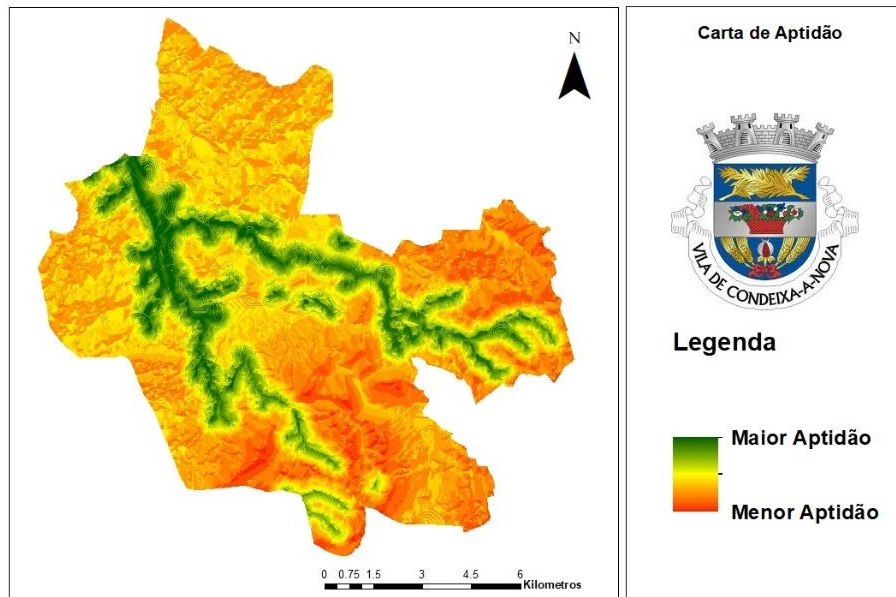 N
0 0.75 1.5 3 4.5 6
Kilometros
Carta de Aptidão
VILA DE CONDEIXA-A-NOVA
Legenda
Maior Aptidão
Menor Aptidão